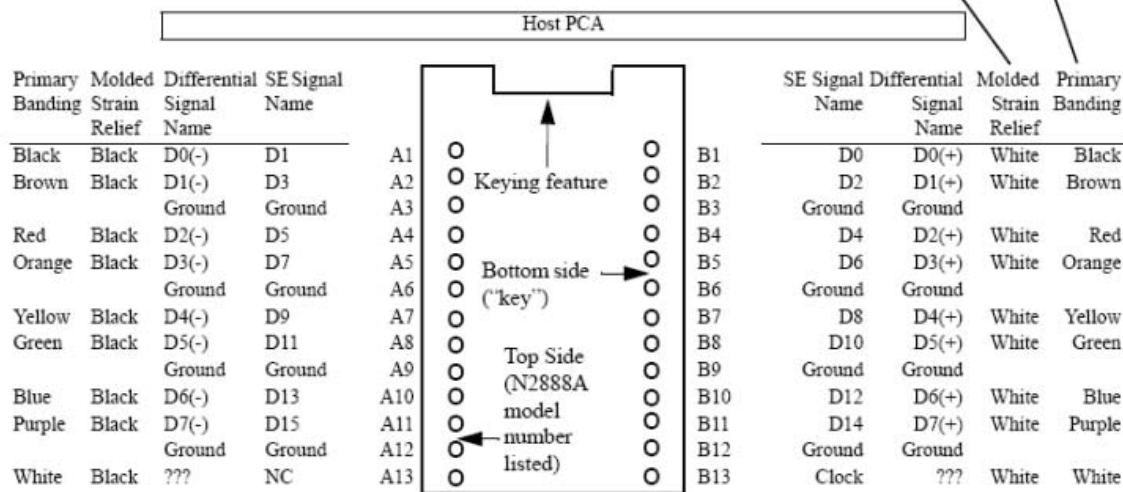 Host PCA
Primary Molded Differential SE Signal
Banding Strain Signal Name
Relief Name
SE Signal Differential Molded Primary
Name Signal Strain Banding
Name Relief
Black Black D0(-) D1 A1 B1 D0 D0(+) White Black
Brown Black D1(-) D3 A2 Keying feature B2 D2 D1(+) White Brown
Ground Ground A3 B3 Ground Ground
Red Black D2(-) D5 A4 B4 D4 D2(+) White Red
Orange Black D3(-) D7 A5 Bottom side B5 D6 D3(+) White Orange
Ground Ground A6 ("key") B6 Ground Ground
Yellow Black D4(-) D9 A7 B7 D8 D4(+) White Yellow
Green Black D5(-) D11 A8 Top Side B8 D10 D5(+) White Green
Ground Ground A9 (N2888A B9 Ground Ground
Blue Black D6(-) D13 A10 model B10 D12 D6(+) White Blue
Purple Black D7(-) D15 A11 number B11 D14 D7(+) White Purple
Ground Ground A12 listed) B12 Ground Ground
White Black ??? NC A13 B13 Clock ??? White White